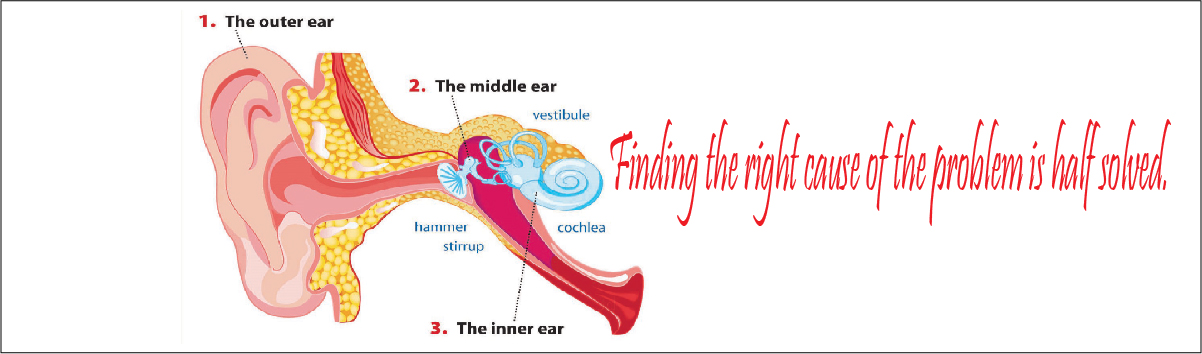 1. The outer ear
2. The middle ear
vestibule
Finding the right cause of the problem is half solved.
hammer
stirrup
cochlea
3. The inner ear